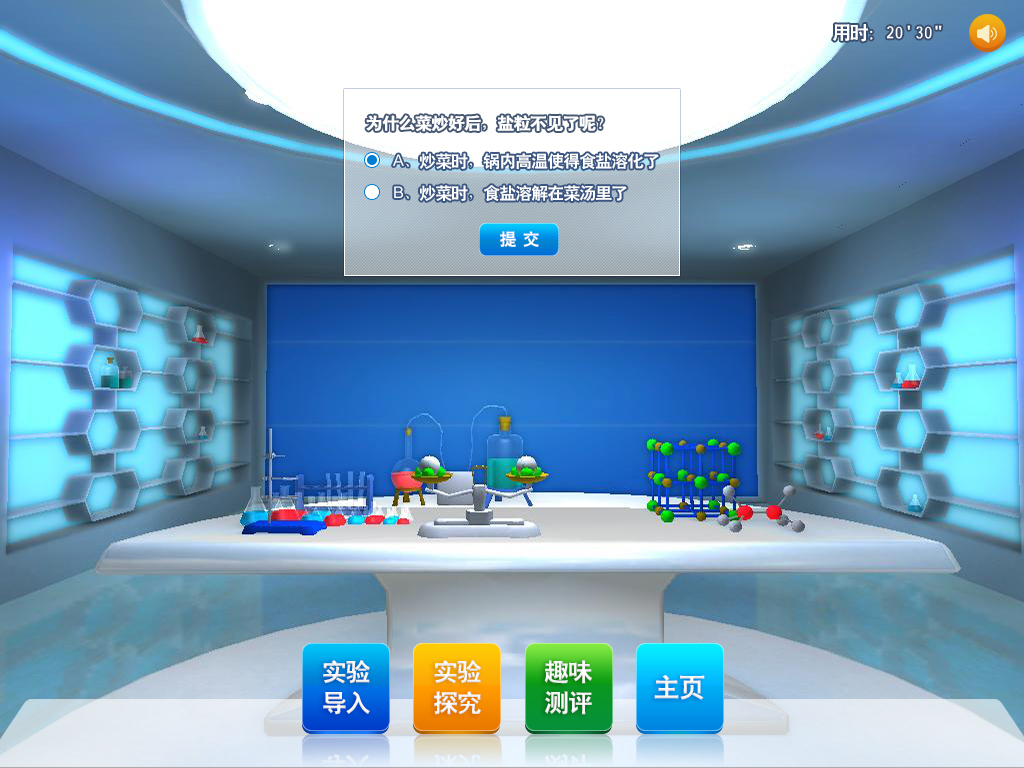 用时：20'30"
为什么菜炒好后，盐粒不见了呢？
A、炒菜时，锅内高温使得食盐溶化了
B、炒菜时，食盐溶解在菜汤里了
提 交
实验
导入
实验
探究
趣味
测评
主页